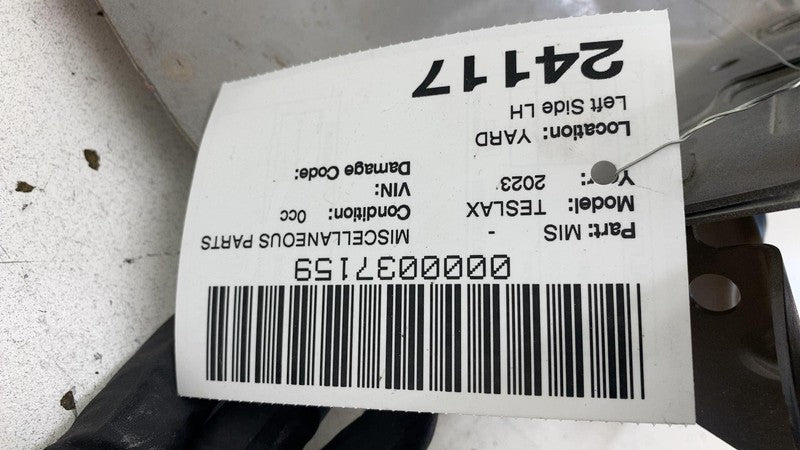 0000037159
Part: MIS - MISCELLANEOUS PARTS
Model: TESLAX Condition: 0cc
Year: 2023 VIN:
Damage Code:
Location: YARD
Left Side LH
24117